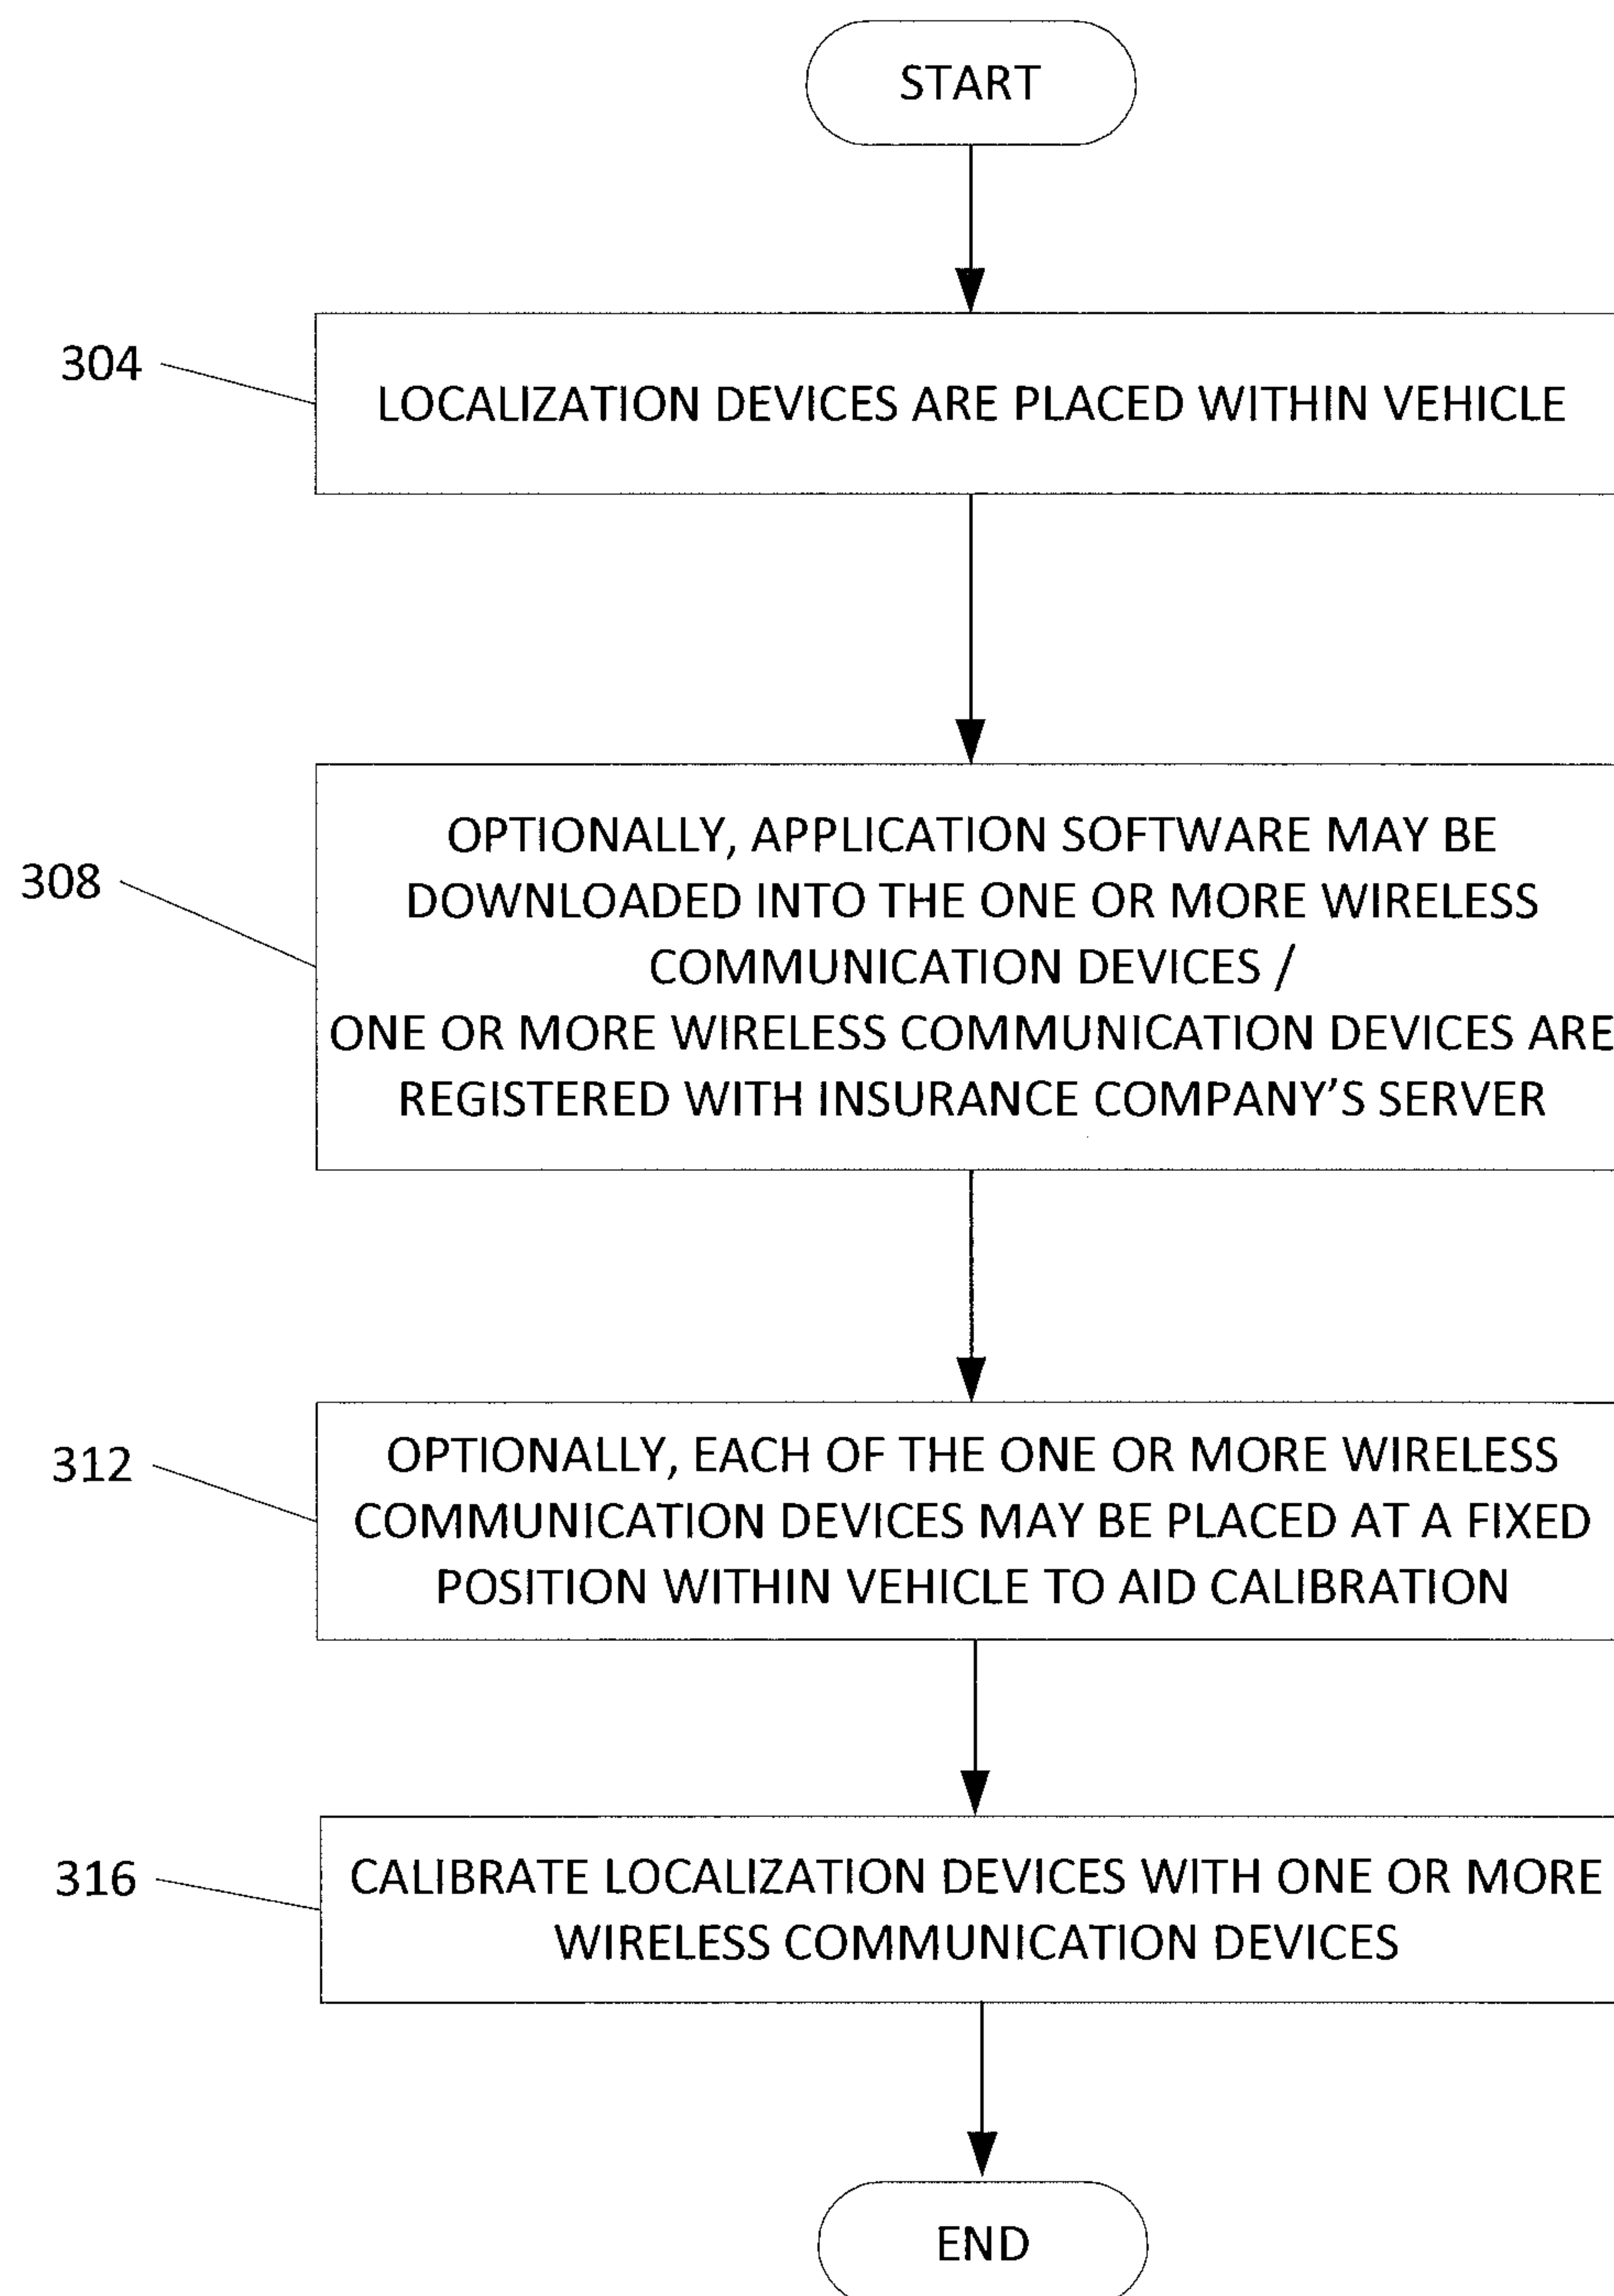 START
304
LOCALIZATION DEVICES ARE PLACED WITHIN VEHICLE
308
OPTIONALLY, APPLICATION SOFTWARE MAY BE
DOWNLOADED INTO THE ONE OR MORE WIRELESS
COMMUNICATION DEVICES /
ONE OR MORE WIRELESS COMMUNICATION DEVICES ARE
REGISTERED WITH INSURANCE COMPANY’S SERVER
312
OPTIONALLY, EACH OF THE ONE OR MORE WIRELESS
COMMUNICATION DEVICES MAY BE PLACED AT A FIXED
POSITION WITHIN VEHICLE TO AID CALIBRATION
316
CALIBRATE LOCALIZATION DEVICES WITH ONE OR MORE
WIRELESS COMMUNICATION DEVICES
END